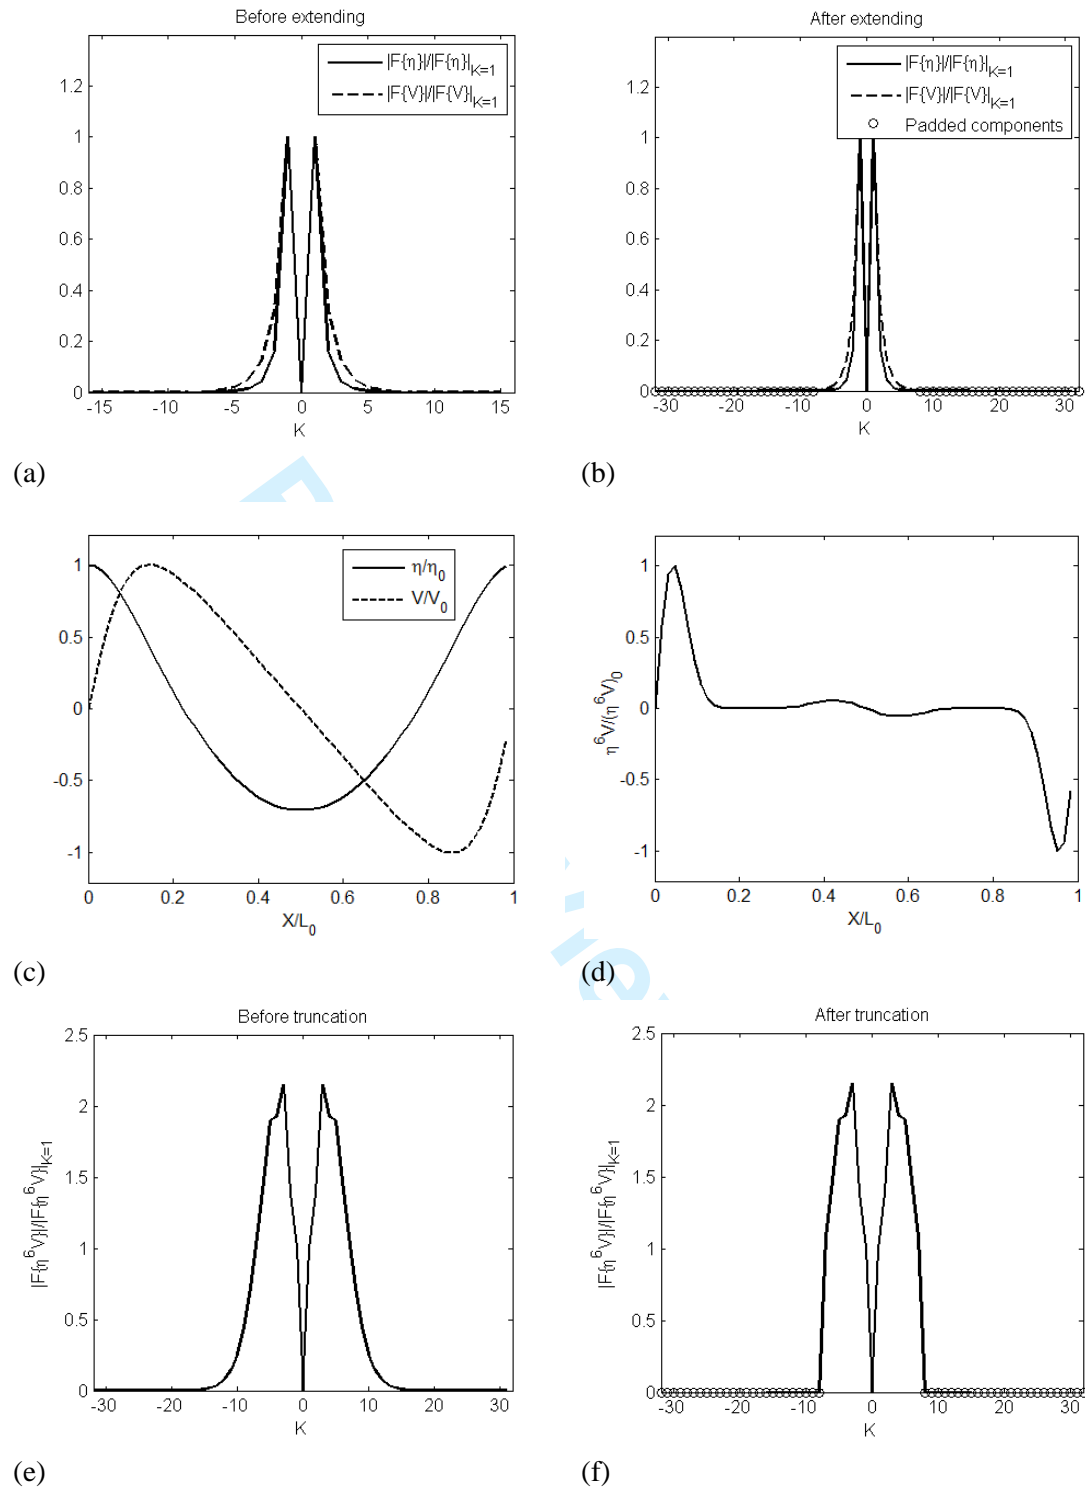 Before extending
|F{η}|/|F{η}|K=1
|F{V}|/|F{V}|K=1
1.2
1
0.8
0.6
0.4
0.2
0
-15
-10
-5
0
5
10
15
K
(a)
After extending
|F{η}|/|F{η}|K=1
|F{V}|/|F{V}|K=1
Padded components
1.2
1
0.8
0.6
0.4
0.2
0
-30
-20
-10
0
10
20
30
K
(b)
η/η0
V/V0
1
0.5
0
-0.5
-1
0
0.2
0.4
0.6
0.8
1
X/L0
(c)
η6V/(η6V)0
1
0.5
0
-0.5
-1
0
0.2
0.4
0.6
0.8
1
X/L0
(d)
Before truncation
|F{η6V}|/|F{η6V}|K=1
2.5
2
1.5
1
0.5
0
-30
-20
-10
0
10
20
30
K
(e)
After truncation
|F{η6V}|/|F{η6V}|K=1
2.5
2
1.5
1
0.5
0
-30
-20
-10
0
10
20
30
K
(f)